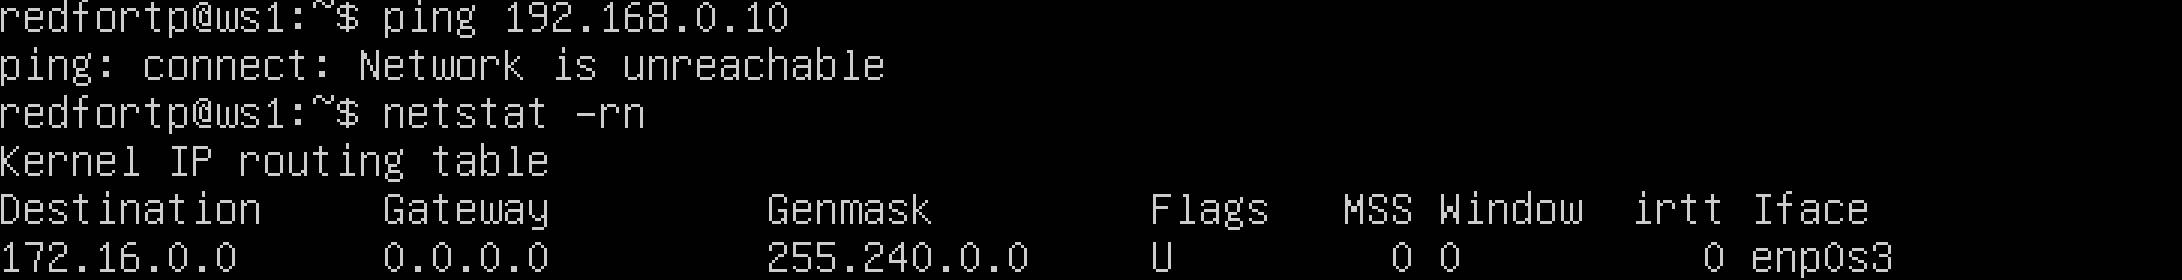 redfortp@ws1:~$ ping 192.168.0.10
ping: connect: Network is unreachable
redfortp@ws1:~$ netstat -rn
Kernel IP routing table
Destination     Gateway         Genmask         Flags   MSS Window  irtt Iface
172.16.0.0      0.0.0.0         255.240.0.0     U         0 0          0 enp0s3